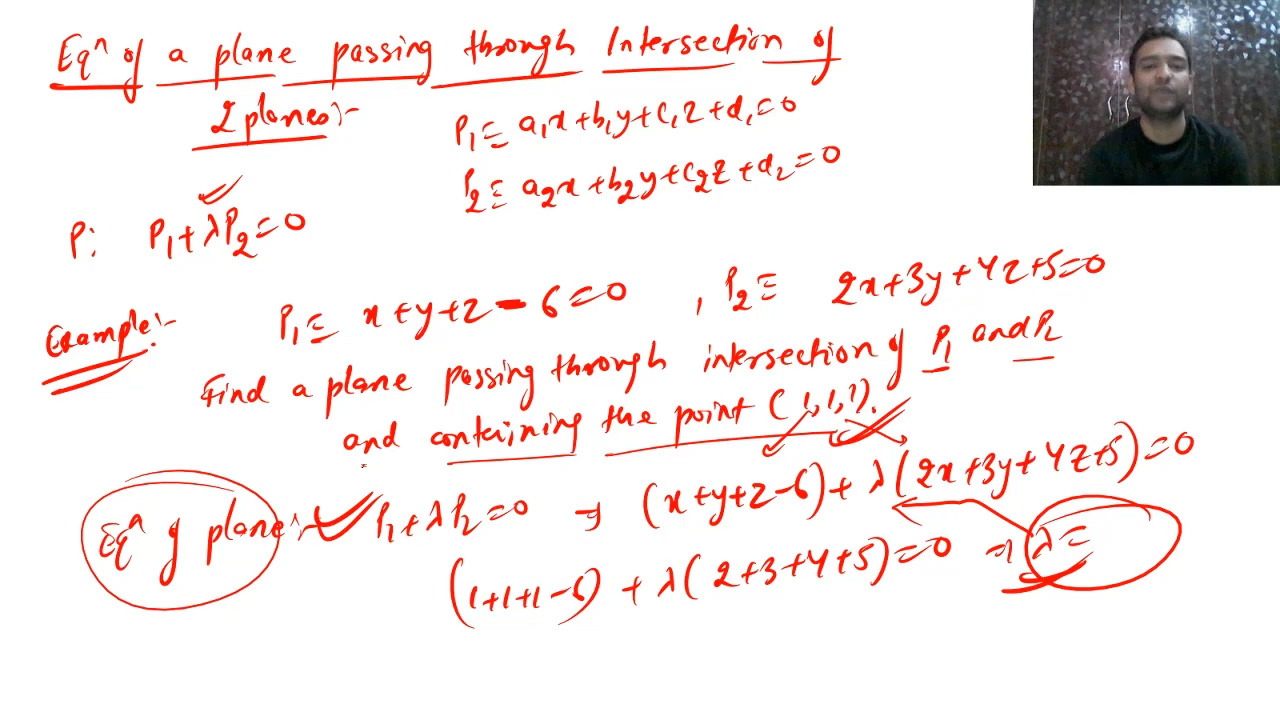 Eqⁿ of a plane passing through Intersection of
2 planes:-
P₁ ≡ a₁x+b₁y+c₁z+d₁=0
P₂ ≡ a₂x+b₂y+c₂z+d₂=0
P: P₁+λP₂=0
Example:- P₁ ≡ x+y+z-6=0 , P₂ ≡ 2x+3y+4z+5=0
Find a plane passing through intersection of P₁ and P₂
and containing the point (1,1,1).
Eqⁿ of plane:- P₁+λP₂=0 ⇒ (x+y+z-6)+λ(2x+3y+4z+5)=0
(1+1+1-6)+λ(2+3+4+5)=0 ⇒ λ=